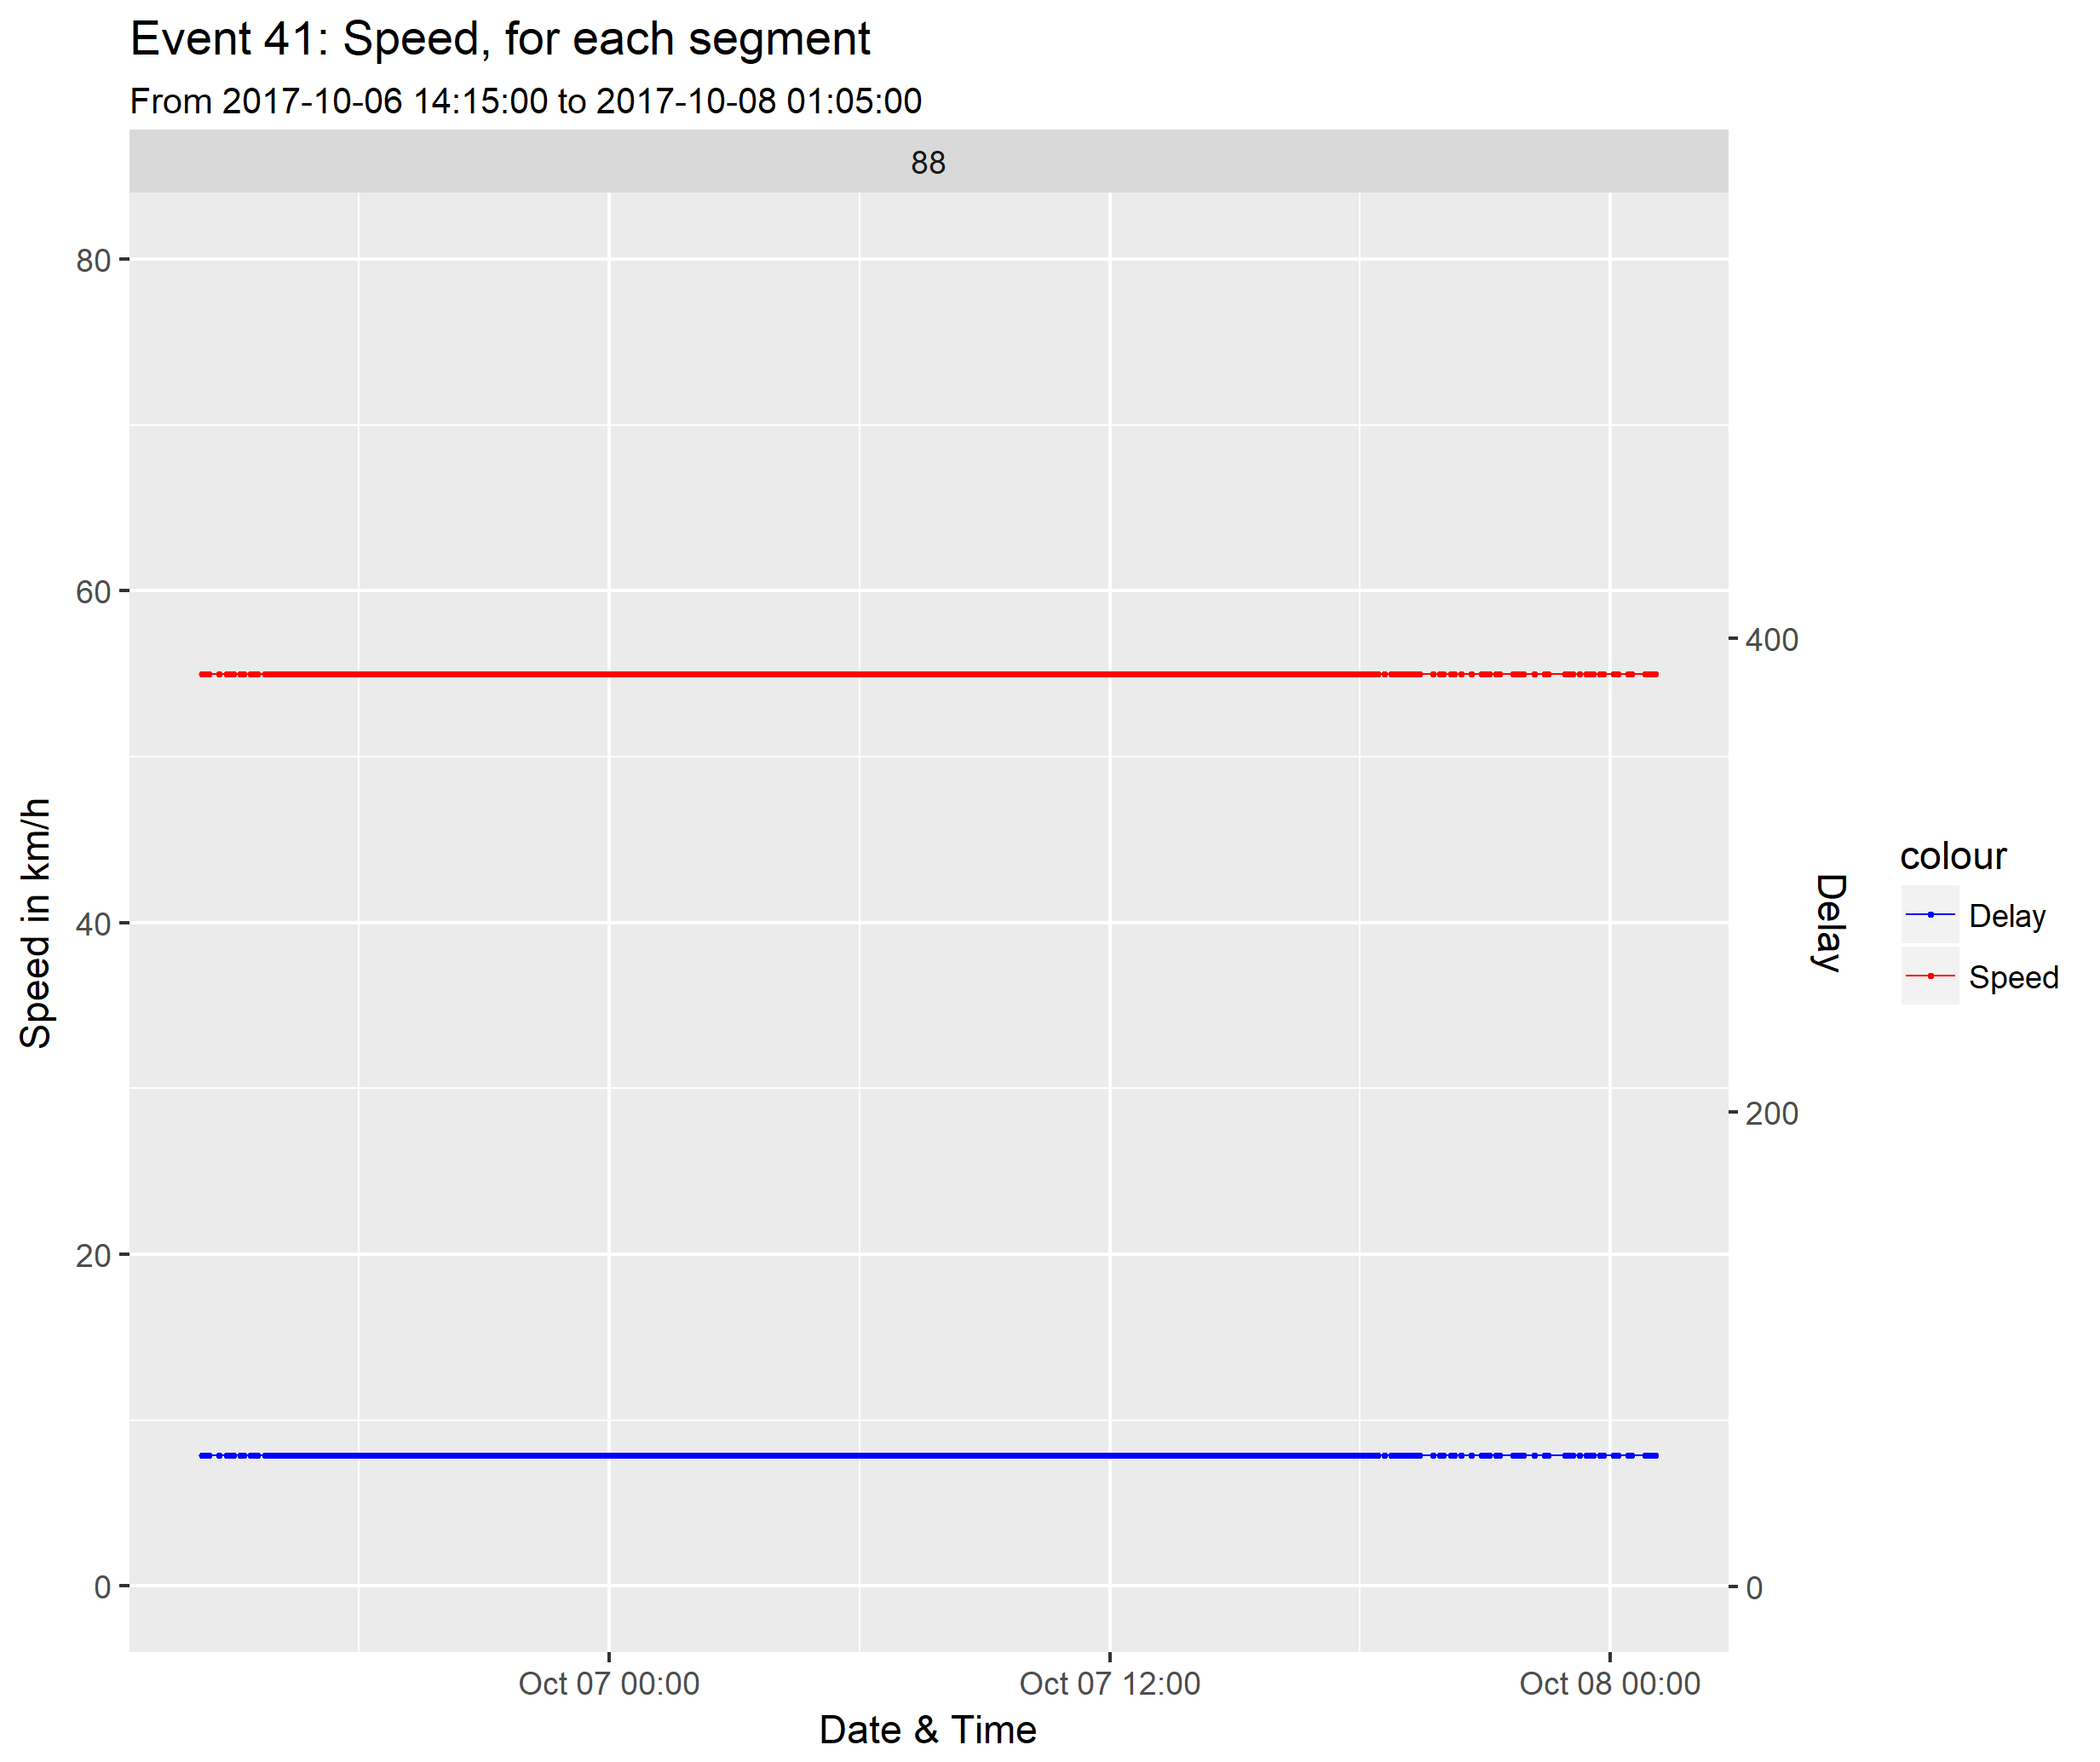 Event 41: Speed, for each segment
From 2017-10-06 14:15:00 to 2017-10-08 01:05:00
88
80
60
40
20
0
Speed in km/h
400
200
0
Delay
colour
Delay
Speed
Oct 07 00:00
Oct 07 12:00
Oct 08 00:00
Date & Time